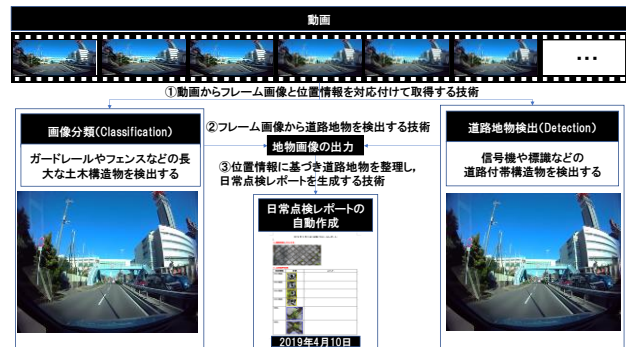 動画
...
①動画からフレーム画像と位置情報を対応付けて取得する技術
画像分類(Classification)
ガードレールやフェンスなどの長
大な土木構造物を検出する
②フレーム画像から道路地物を検出する技術
地物画像の出力
③位置情報に基づき道路地物を整理し,
日常点検レポートを生成する技術
道路地物検出(Detection)
信号機や標識などの
道路付帯構造物を検出する
日常点検レポートの
自動作成
2019年4月10日